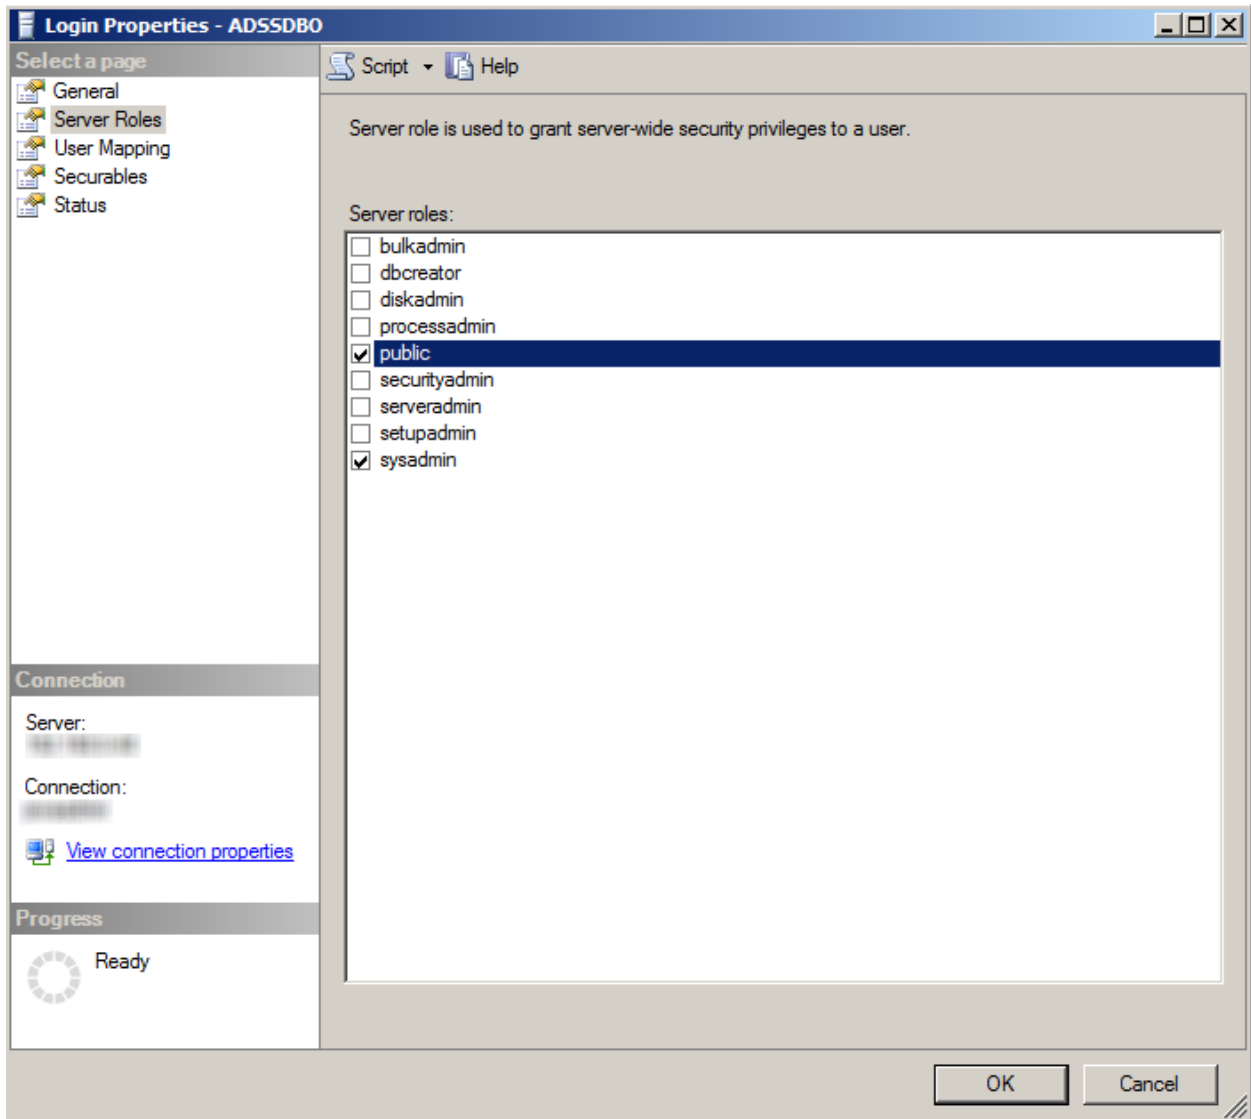 Login Properties - ADSSDBO
Select a page
General
Server Roles
User Mapping
Securables
Status
Script
Help
Server role is used to grant server-wide security privileges to a user.
Server roles:
bulkadmin
dbcreator
diskadmin
processadmin
public
securityadmin
serveradmin
setupadmin
sysadmin
Connection
Server:
Connection:
View connection properties
Progress
Ready
OK
Cancel